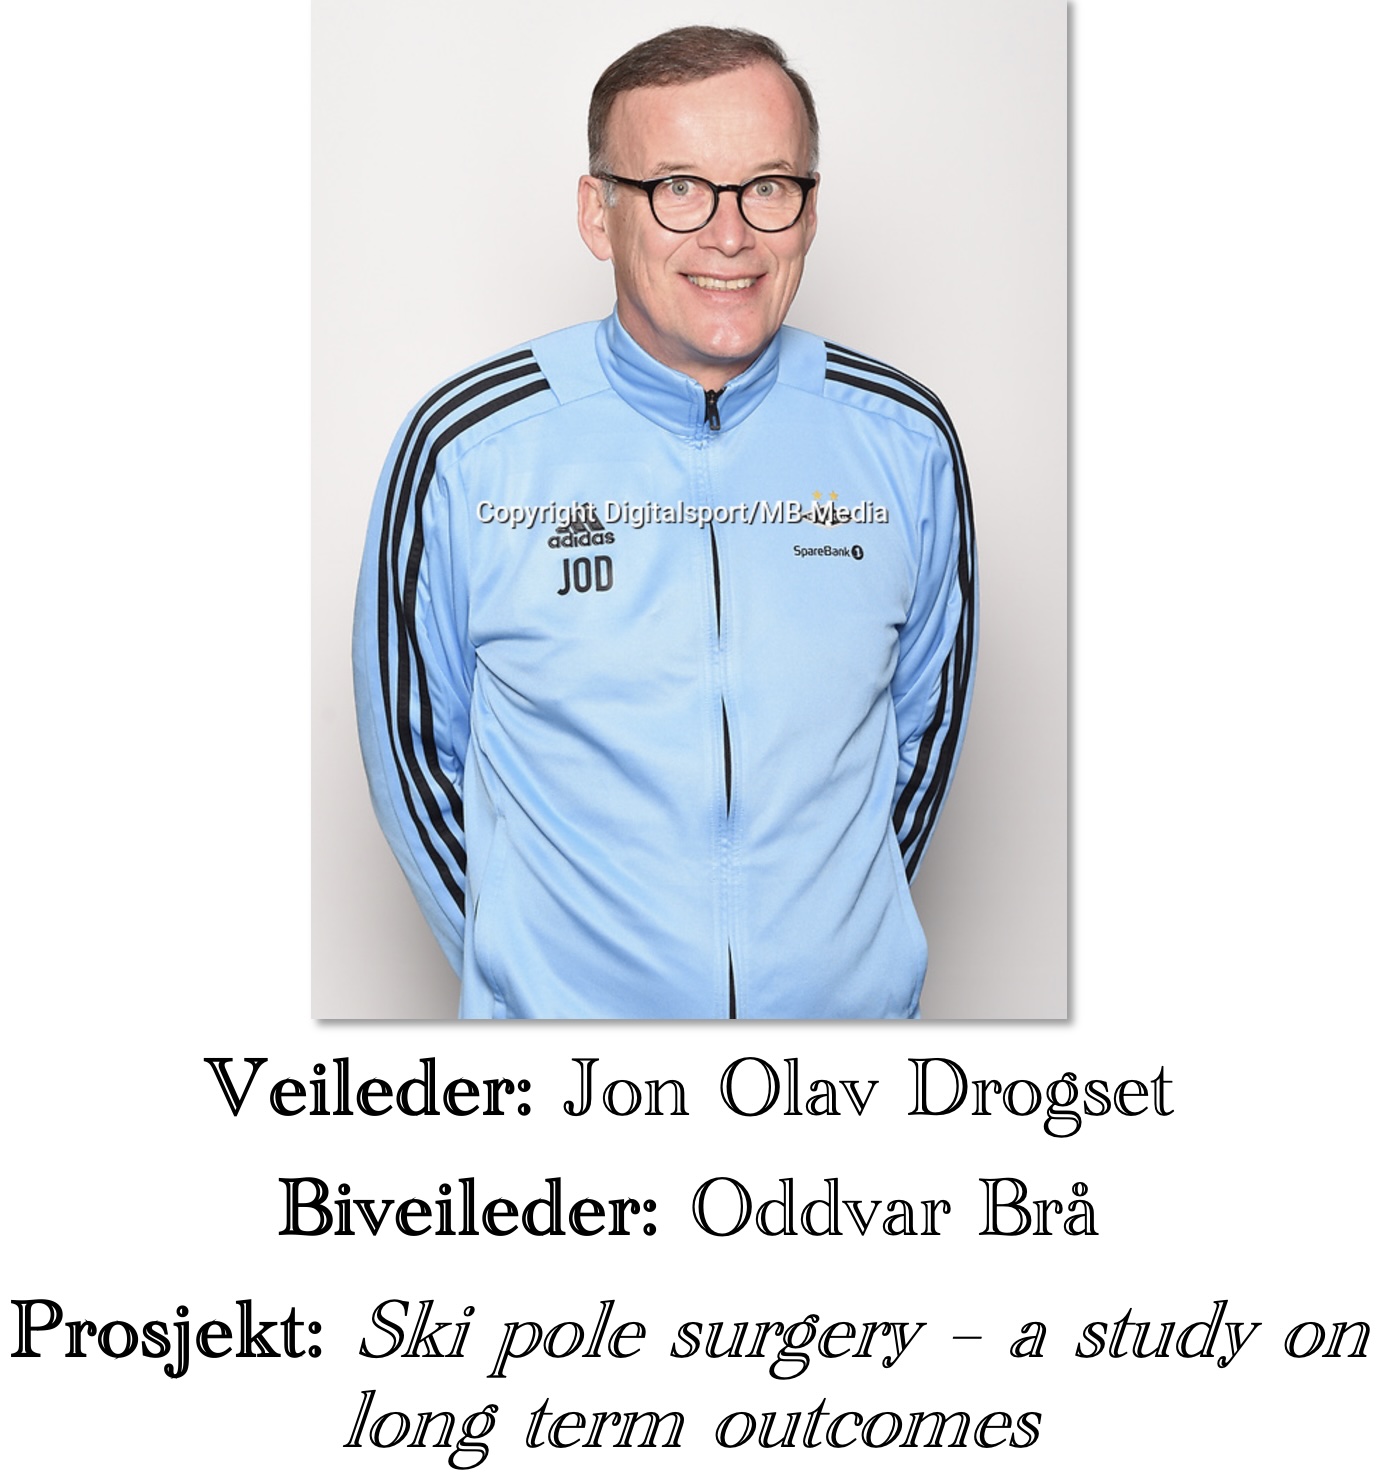 Copyright Digitalsport/MB Media
adidas
SpareBank 1
JOD
Veileder: Jon Olav Drogset
Biveileder: Oddvar Brå
Prosjekt: Ski pole surgery – a study on
long term outcomes